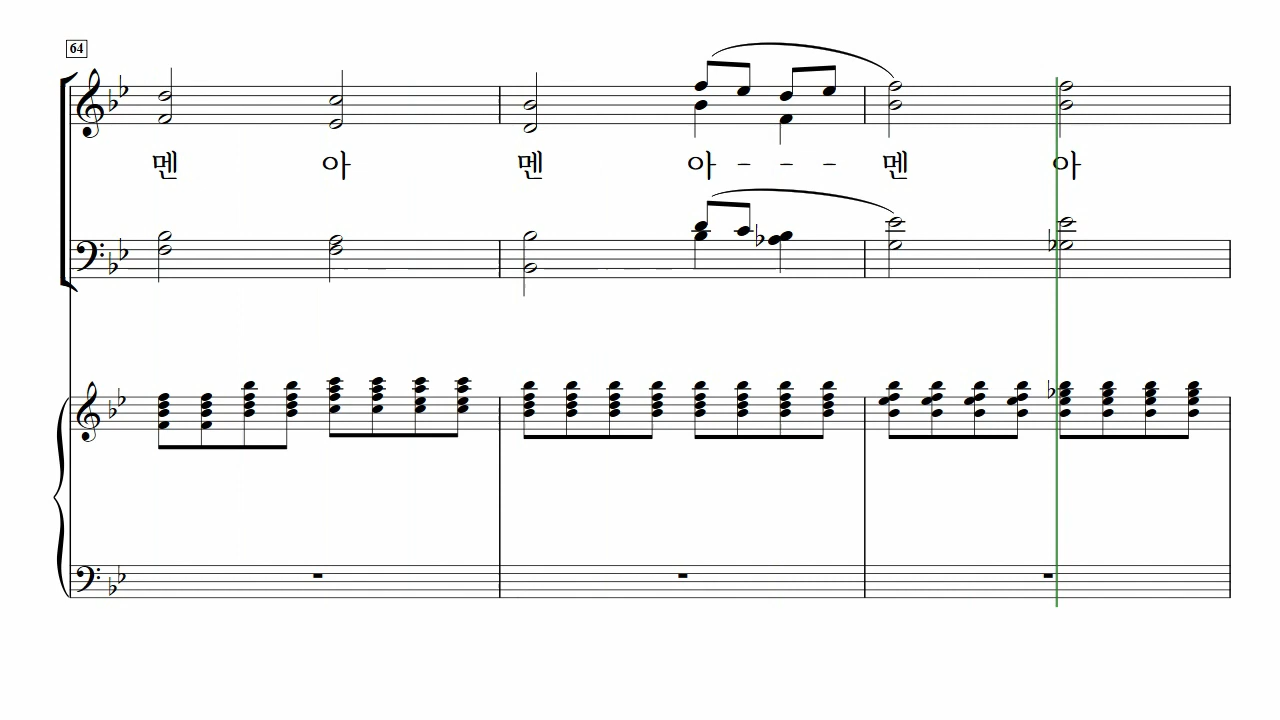 64
멘 아 멘 아 - - - 멘 아